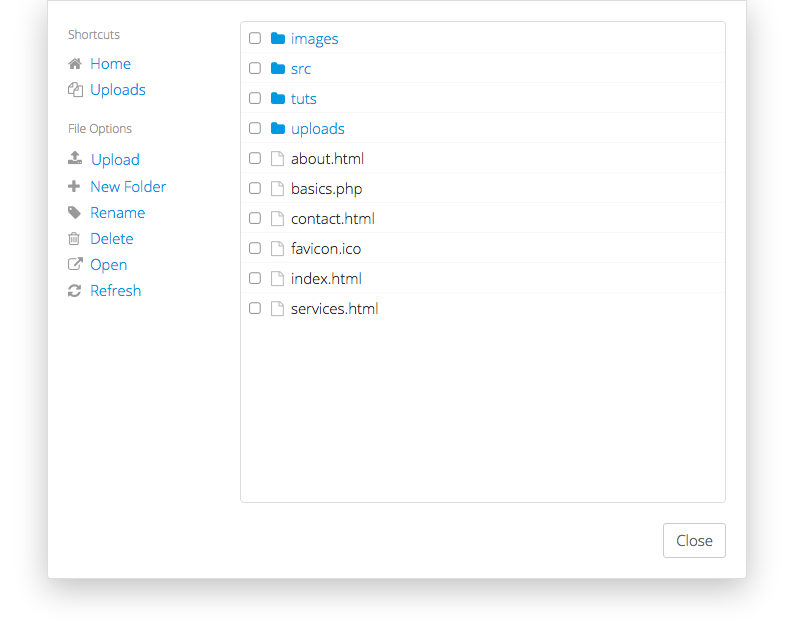 Shortcuts
Home
Uploads
File Options
Upload
New Folder
Rename
Delete
Open
Refresh
images
src
tuts
uploads
about.html
basics.php
contact.html
favicon.ico
index.html
services.html
Close